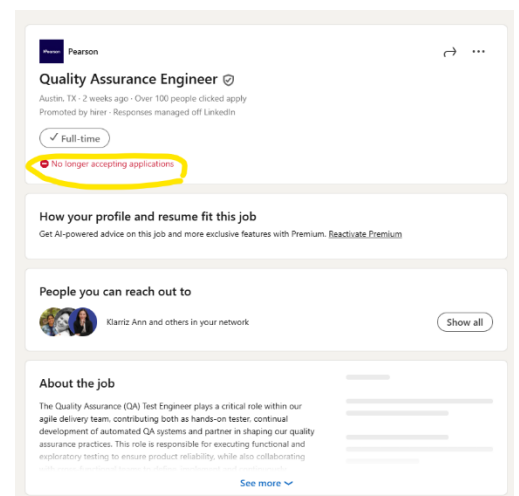 Pearson Pearson
Quality Assurance Engineer
Austin, TX · 2 weeks ago · Over 100 people clicked apply
Promoted by hirer · Responses managed off LinkedIn
Full-time
No longer accepting applications
How your profile and resume fit this job
Get AI-powered advice on this job and more exclusive features with Premium. Reactivate Premium
People you can reach out to
Klarriz Ann and others in your network
Show all
About the job
The Quality Assurance (QA) Test Engineer plays a critical role within our
agile delivery team, contributing both as hands-on tester, continual
development of automated QA systems and partner in shaping our quality
assurance practices. This role is responsible for executing functional and
exploratory testing to ensure product reliability, while also collaborating
See more